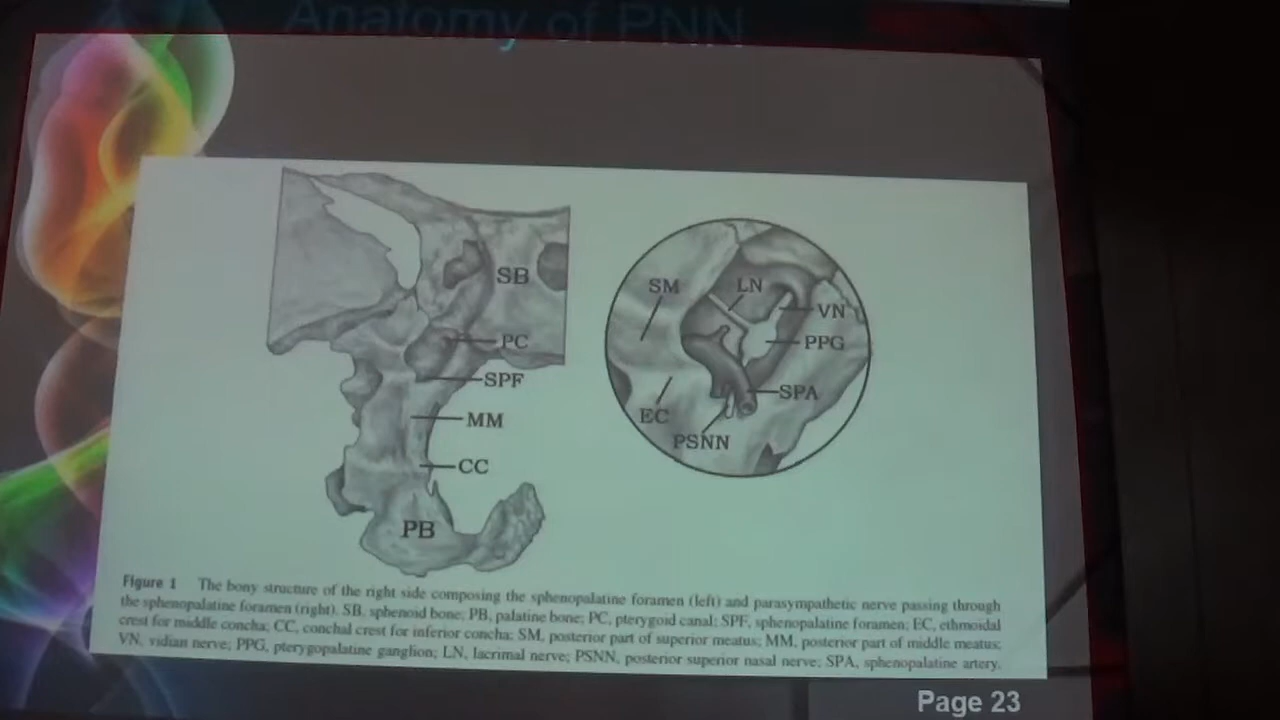 Anatomy of PNN
SB
PC
SPF
MM
CC
PB
SM
LN
VN
PPG
SPA
EC
PSNN
Figure 1 The bony structure of the right side composing the sphenopalatine foramen (left) and parasympathetic nerve passing through
the sphenopalatine foramen (right). SB, sphenoid bone; PB, palatine bone; PC, pterygoid canal; SPF, sphenopalatine foramen; EC, ethmoidal
crest for middle concha; CC, conchal crest for inferior concha; SM, posterior part of superior meatus; MM, posterior part of middle meatus;
VN, vidian nerve; PPG, pterygopalatine ganglion; LN, lacrimal nerve; PSNN, posterior superior nasal nerve; SPA, sphenopalatine artery.
Page 23